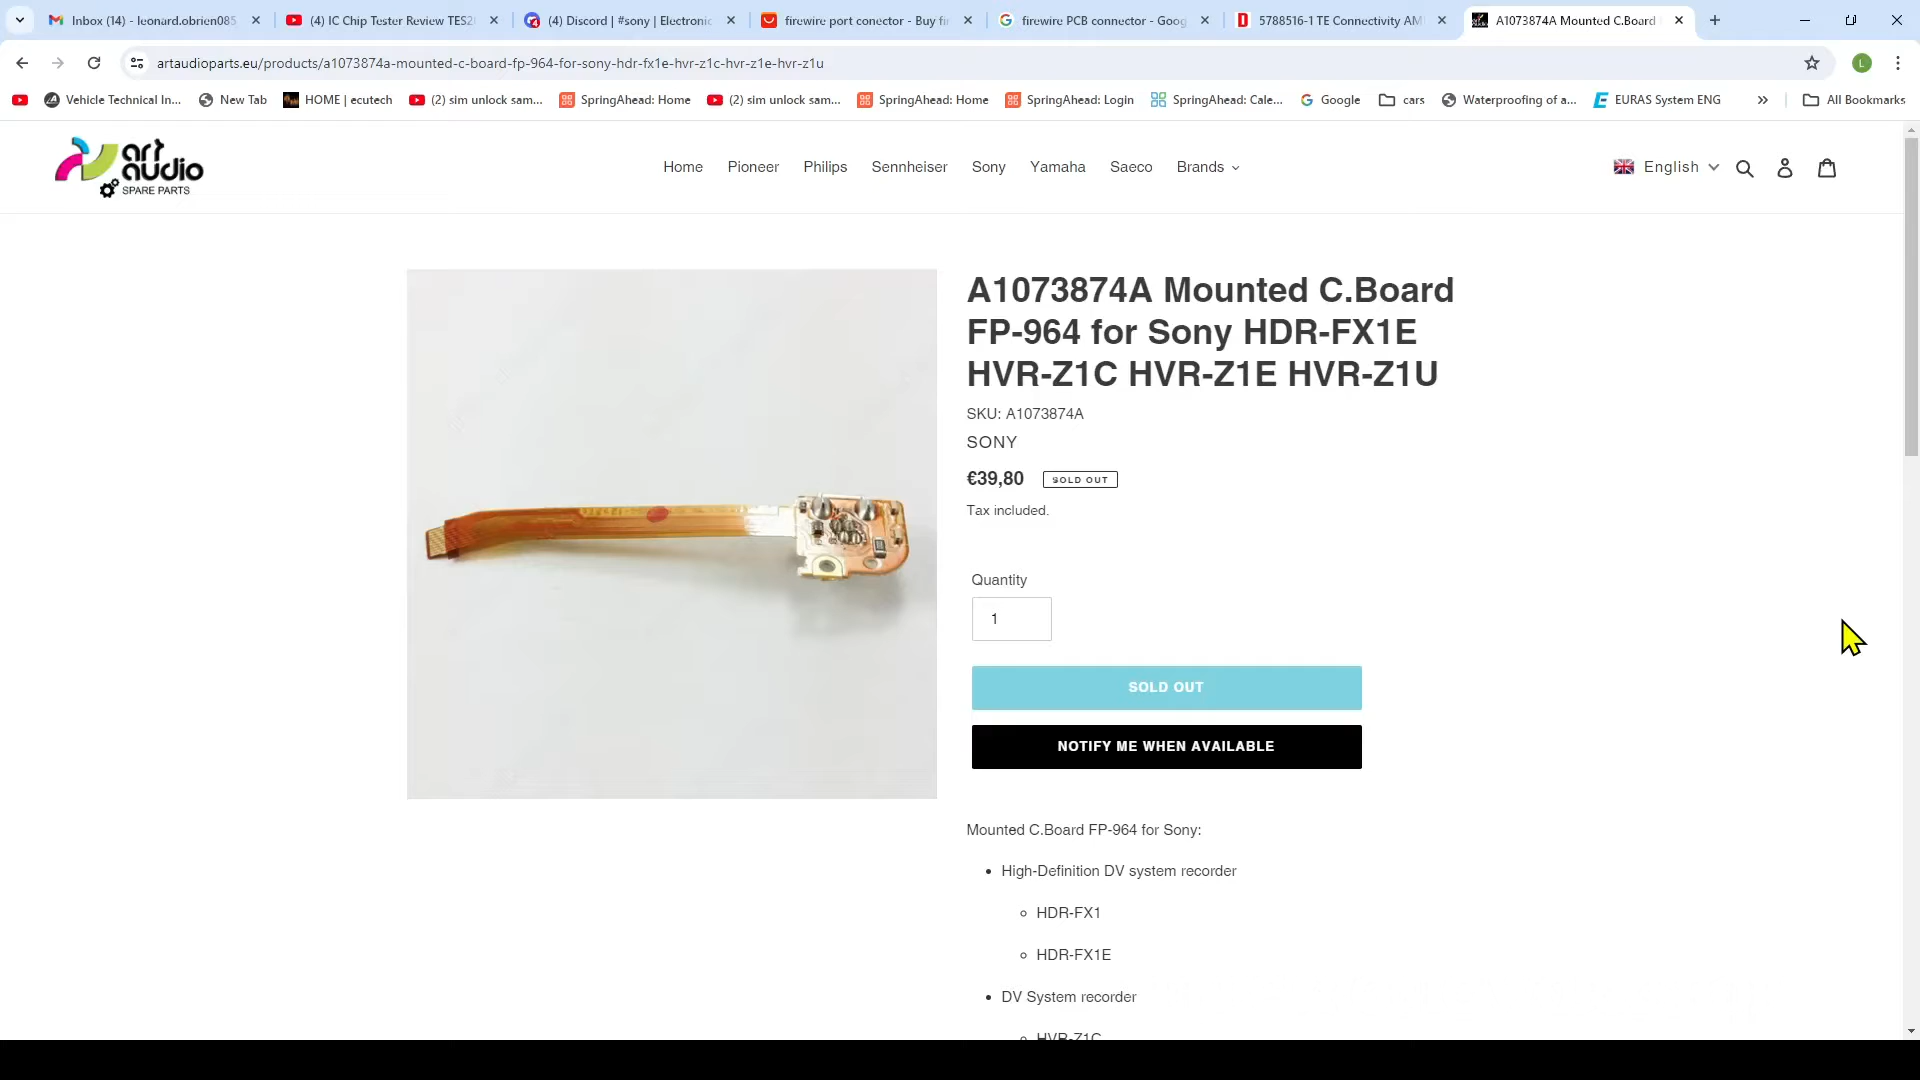 Inbox (14) - leonard.obrien085
(4) IC Chip Tester Review TES2
(4) Discord | #sony | Electronic
firewire port conector - Buy fi
firewire PCB connector - Goog
5788516-1 TE Connectivity AM
A1073874A Mounted C.Board
artaudioparts.eu/products/a1073874a-mounted-c-board-fp-964-for-sony-hdr-fx1e-hvr-z1c-hvr-z1e-hvr-z1u
L
Vehicle Technical In...
New Tab
HOME | ecutech
(2) sim unlock sam...
SpringAhead: Home
(2) sim unlock sam...
SpringAhead: Home
SpringAhead: Login
SpringAhead: Cale...
Google
cars
Waterproofing of a...
EURAS System ENG
All Bookmarks
art
audio
SPARE PARTS
Home
Pioneer
Philips
Sennheiser
Sony
Yamaha
Saeco
Brands
English
A1073874A Mounted C.Board
FP-964 for Sony HDR-FX1E
HVR-Z1C HVR-Z1E HVR-Z1U
SKU: A1073874A
SONY
€39,80 SOLD OUT
Tax included.
Quantity
1
SOLD OUT
NOTIFY ME WHEN AVAILABLE
Mounted C.Board FP-964 for Sony:
High-Definition DV system recorder
HDR-FX1
HDR-FX1E
DV System recorder
HVR-Z1C